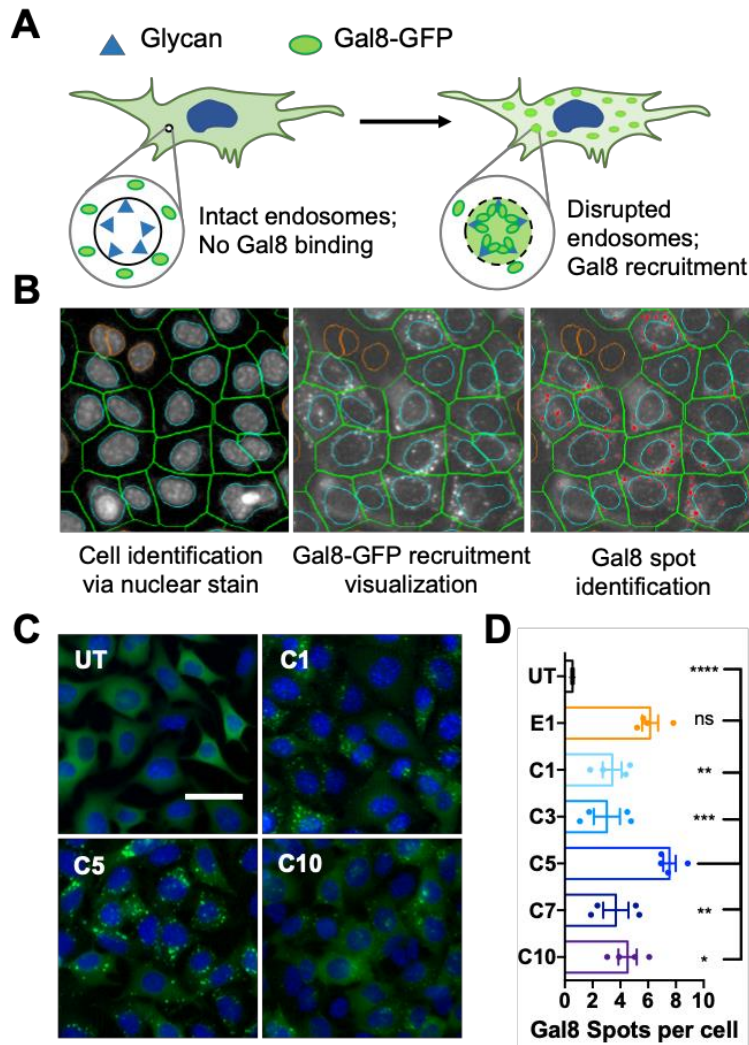 A
Glycan Gal8-GFP
Intact endosomes;
No Gal8 binding
Disrupted
endosomes;
Gal8 recruitment
B
Cell identification
via nuclear stain
Gal8-GFP recruitment
visualization
Gal8 spot
identification
C
UT
C1
C5
C10
D
UT ****
E1 ns
C1 **
C3 ***
C5
C7 **
C10 *
0 2 4 6 8 10
Gal8 Spots per cell